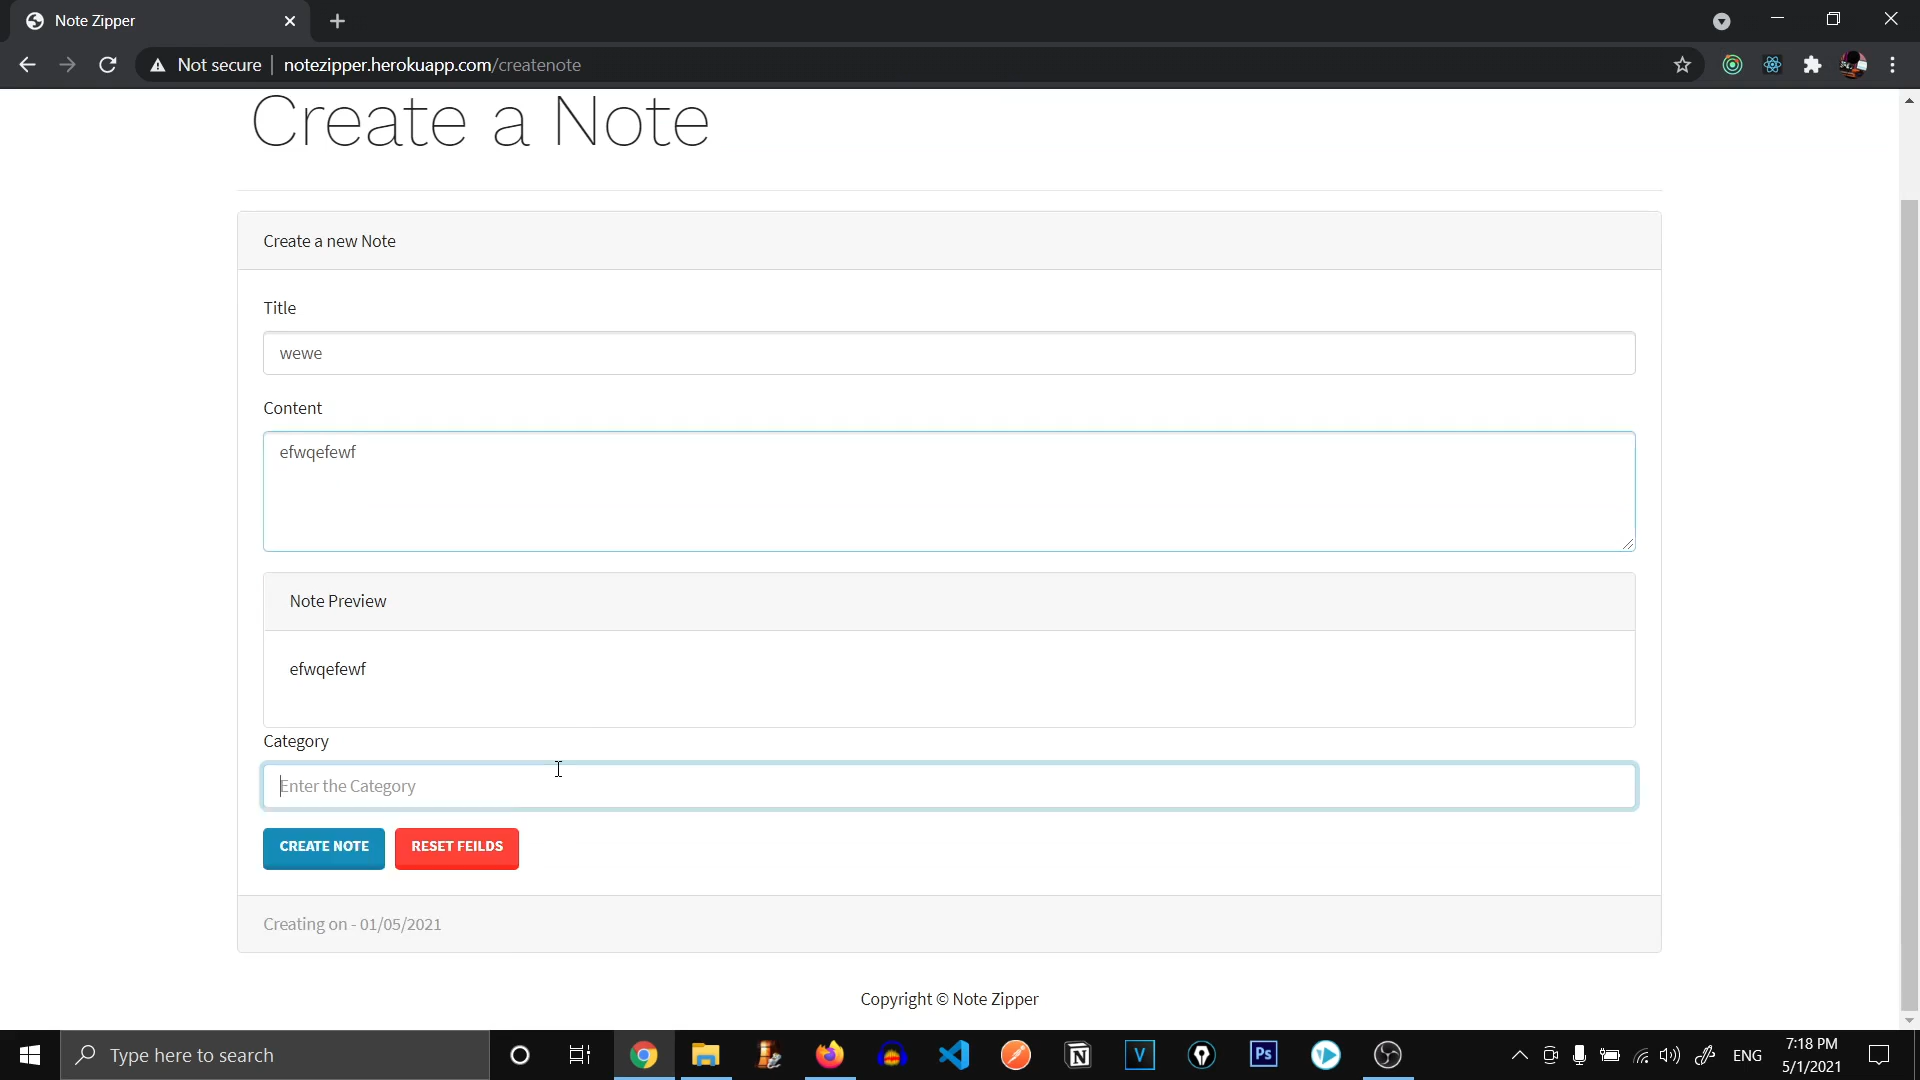 Note Zipper
Not secure | notezipper.herokuapp.com/createnote
Create a Note
Create a new Note
Title
wewe
Content
efwqefewf
Note Preview
efwqefewf
Category
Enter the Category
CREATE NOTE RESET FEILDS
Creating on - 01/05/2021
Copyright © Note Zipper
Type here to search
N
V
Ps
ENG
7:18 PM
5/1/2021